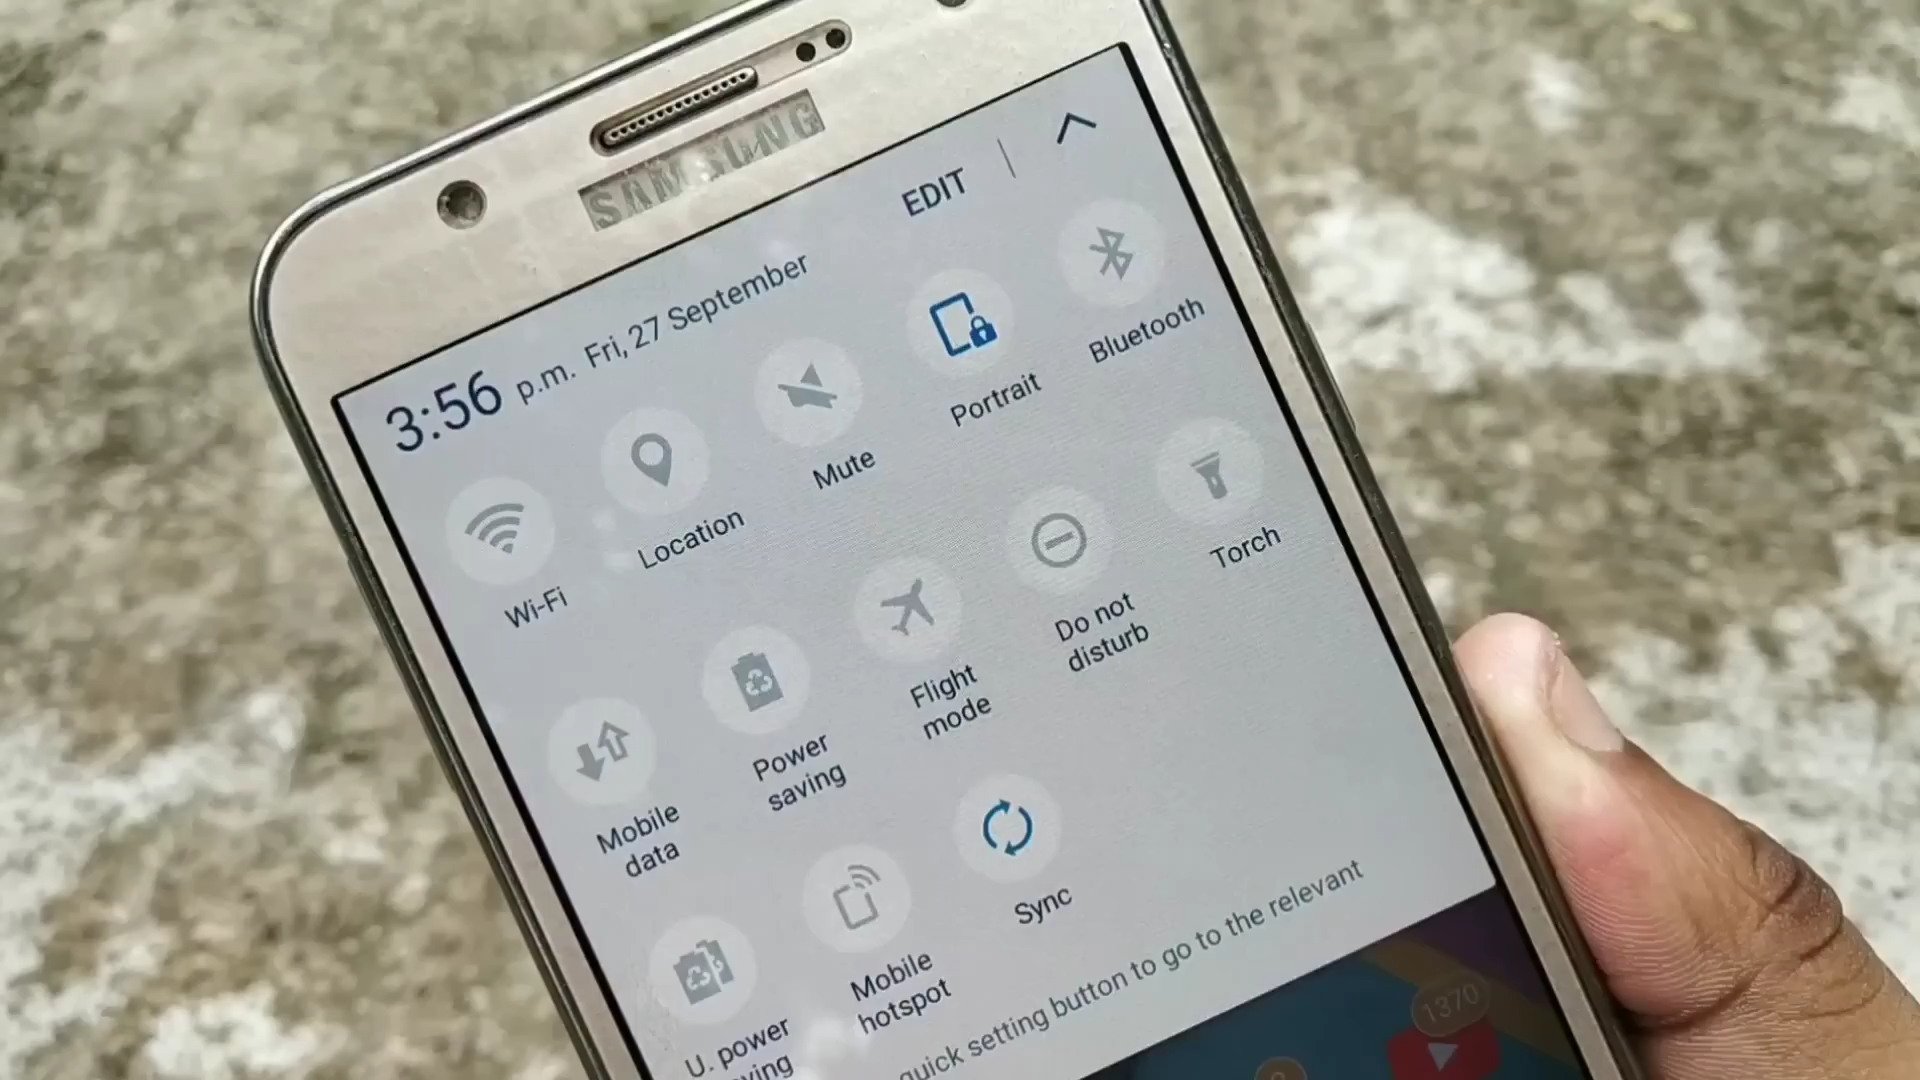 SAMSUNG
EDIT
3:56 p.m. Fri, 27 September
Wi-Fi
Location
Mute
Portrait
Bluetooth
Mobile
data
Power
saving
Flight
mode
Do not
disturb
Torch
U. power
Mobile
hotspot
Sync
quick setting button to go to the relevant
1370